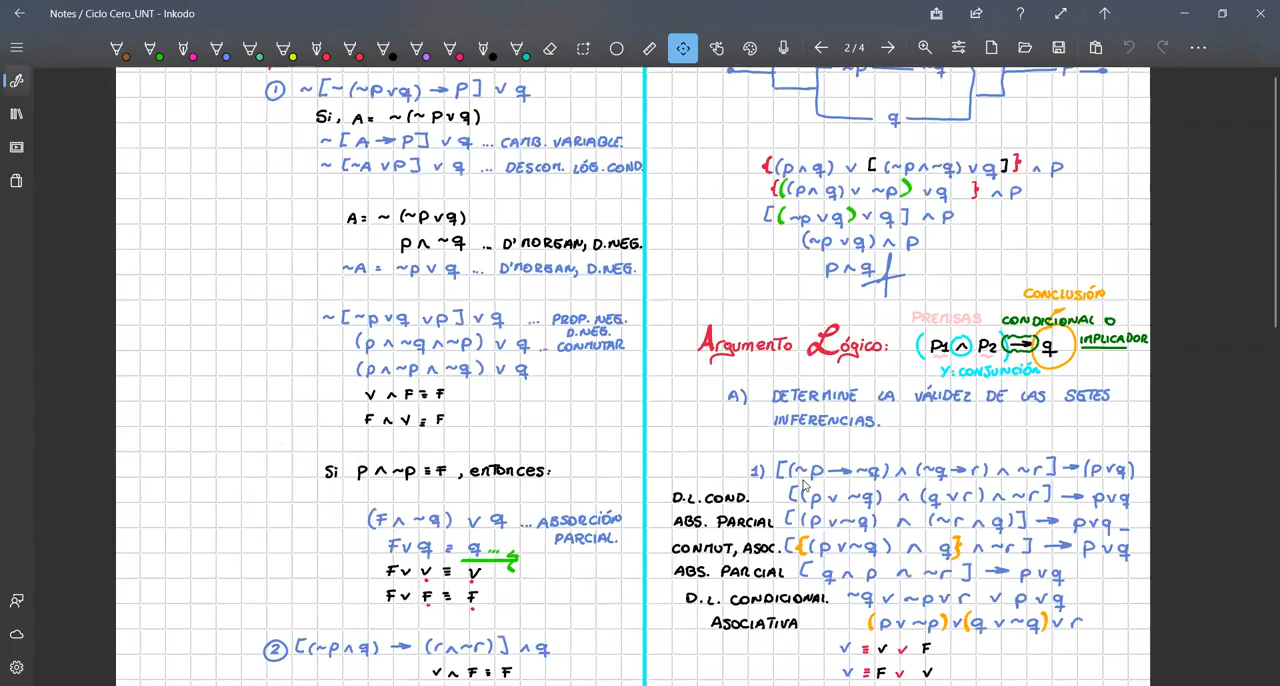 Notes / Ciclo Cero_UNT - Inkodo
2/4
① ~[~(~p∨q) → p] ∨ q
Si, A = ~(~p∨q)
~[A → p] ∨ q ... CAMB. VARIABLE.
~[~A ∨ p] ∨ q ... DESCOM. LÓG. COND.
A = ~(~p∨q)
p ∧ ~q ... D'MORGAN, D.NEG.
~A = ~p ∨ q ... D'MORGAN, D.NEG.
~[~p∨q ∨p] ∨ q ... PROP. NEG.
D.NEG.
(p ∧ ~q ∧ ~p) ∨ q ... CONMUTAR
(p ∧ ~p ∧ ~q) ∨ q
V ∧ F ≡ F
F ∧ V ≡ F
Si p ∧ ~p ≡ F, entonces:
(F ∧ ~q) ∨ q ... ABSORCIÓN
PARCIAL.
F ∨ q ≡ q ...
F ∨ V ≡ V
F ∨ F ≡ F
② [(~p∧q) → (r∧~r)] ∧ q
V ∧ F ≡ F
~p ~q p
q
{(p∧q) ∨ [(~p∧~q)∨q]} ∧ p
{((p∧q)∨ ~p) ∨q } ∧ p
[(~p∨q)∨q] ∧ p
(~p∨q) ∧ p
p ∧ q
CONCLUSIÓN
PREMISAS CONDICIONAL O
Argumento Lógico: (P1 ∧ P2) → q IMPLICADOR
Y: CONJUNCIÓN
A) DETERMINE LA VÁLIDEZ DE LAS SETES
INFERENCIAS.
1) [(~p → ~q) ∧ (~q → r) ∧ ~r] → (p∨q)
D.L. COND. [(p ∨ ~q) ∧ (q ∨ r) ∧ ~r] → p∨q
ABS. PARCIAL [(p∨~q) ∧ (~r ∧ q)] → p∨q
CONMUT, ASOC. [{(p∨~q) ∧ q} ∧ ~r] → p∨q
ABS. PARCIAL [q ∧ p ∧ ~r] → p∨q
D.L. CONDICIONAL. ~q ∨ ~p ∨ r ∨ p ∨ q
ASOCIATIVA (p∨~p)∨(q∨~q)∨ r
V ≡ V ∨ F
V ≡ F ∨ V